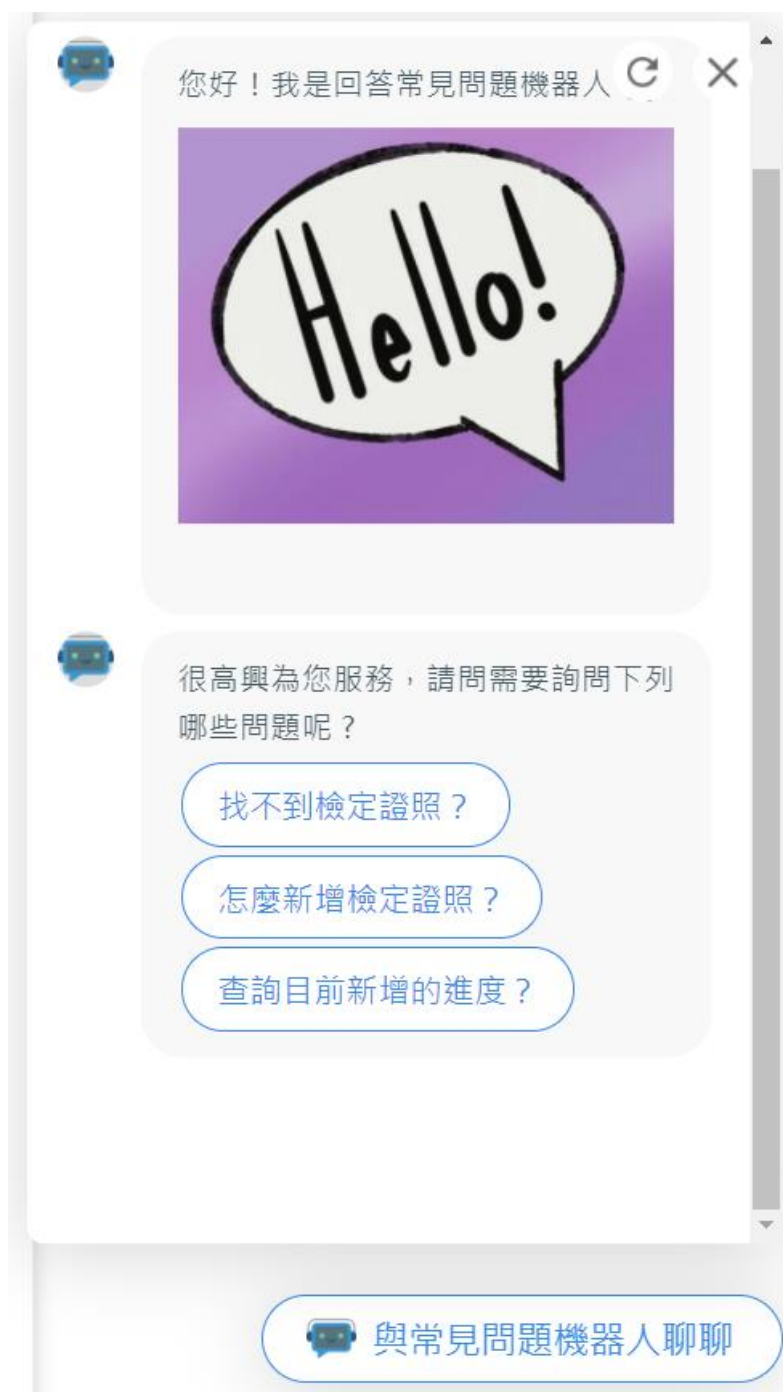 您好！我是回答常見問題機器人
Hello!
很高興為您服務，請問需要詢問下列
哪些問題呢？
找不到檢定證照？
怎麼新增檢定證照？
查詢目前新增的進度？
與常見問題機器人聊聊